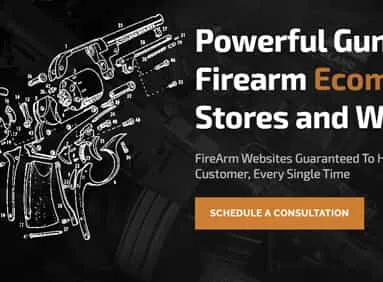 Powerful Gun
Firearm Ecom
Stores and W
FireArm Websites Guaranteed To H
Customer, Every Single Time
SCHEDULE A CONSULTATION